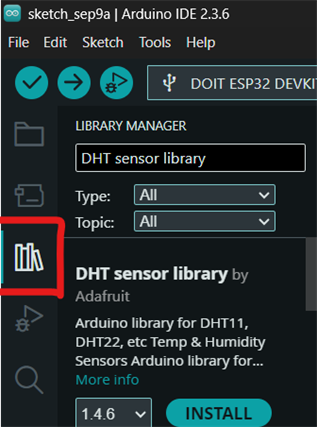 sketch_sep9a | Arduino IDE 2.3.6
File Edit Sketch Tools Help
DOIT ESP32 DEVKI
LIBRARY MANAGER
DHT sensor library
Type: All
Topic: All
DHT sensor library by
Adafruit
Arduino library for DHT11,
DHT22, etc Temp & Humidity
Sensors Arduino library for...
More info
1.4.6 INSTALL